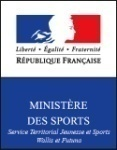 Liberté • Égalité • Fraternité
RÉPUBLIQUE FRANÇAISE
MINISTÈRE
DES SPORTS
Service Territorial Jeunesse et Sports
Wallis et Futuna